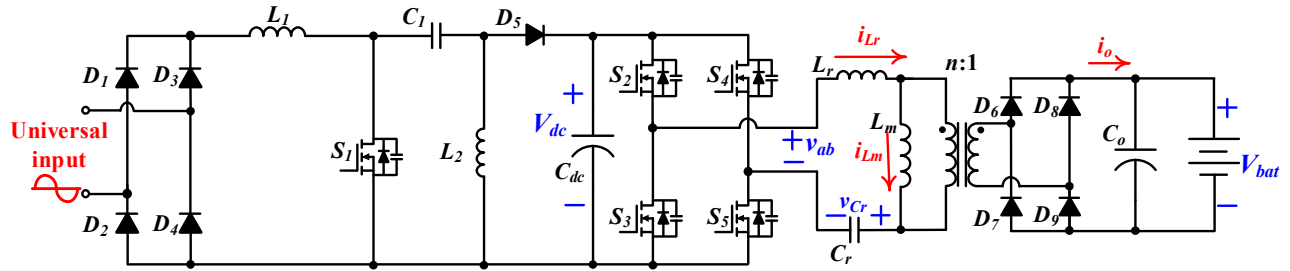 L1
C1
D5
iLr
n:1
io
D1
D3
S2
S4
Lr
D6
D8
Universal
input
S1
L2
+
Vdc
Cdc
−
+
vab
−
Lm
iLm
Co
+
Vbat
−
D2
D4
S3
S5
− vCr +
Cr
D7
D9